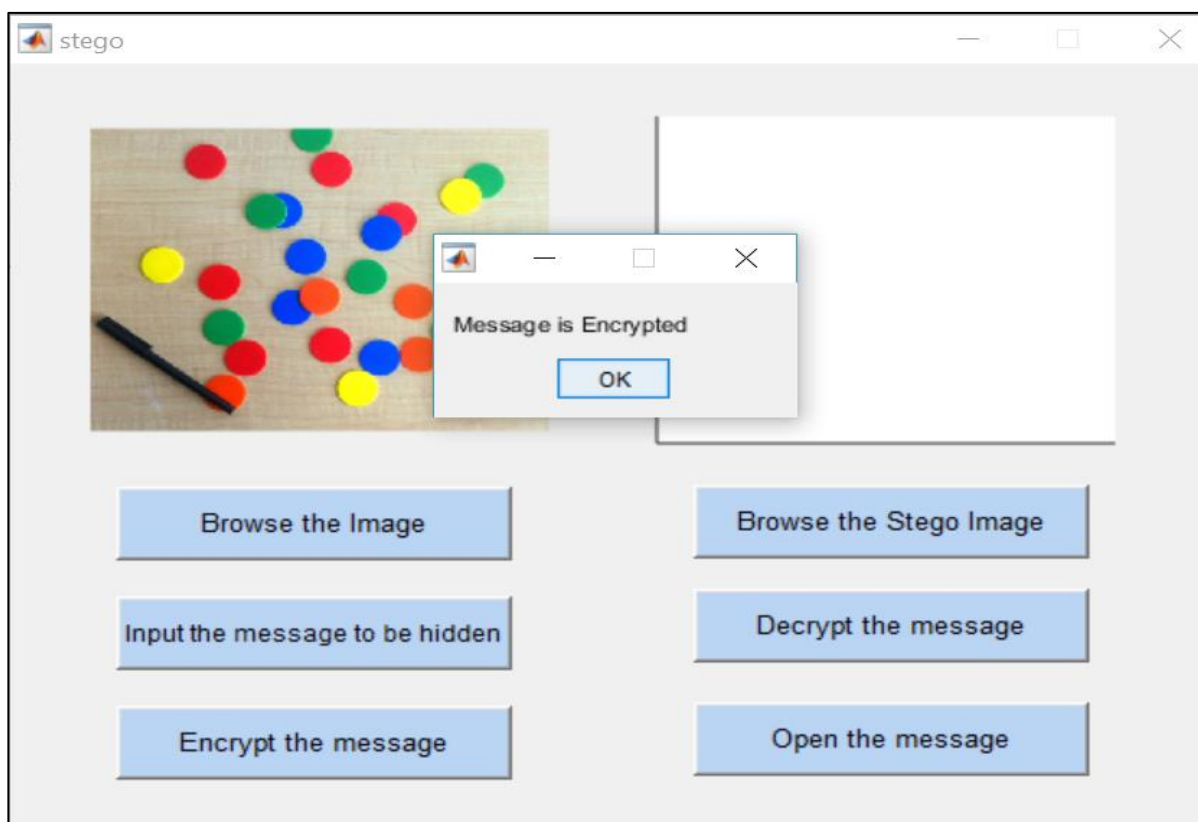 stego
Message is Encrypted
OK
Browse the Image
Browse the Stego Image
Input the message to be hidden
Decrypt the message
Encrypt the message
Open the message